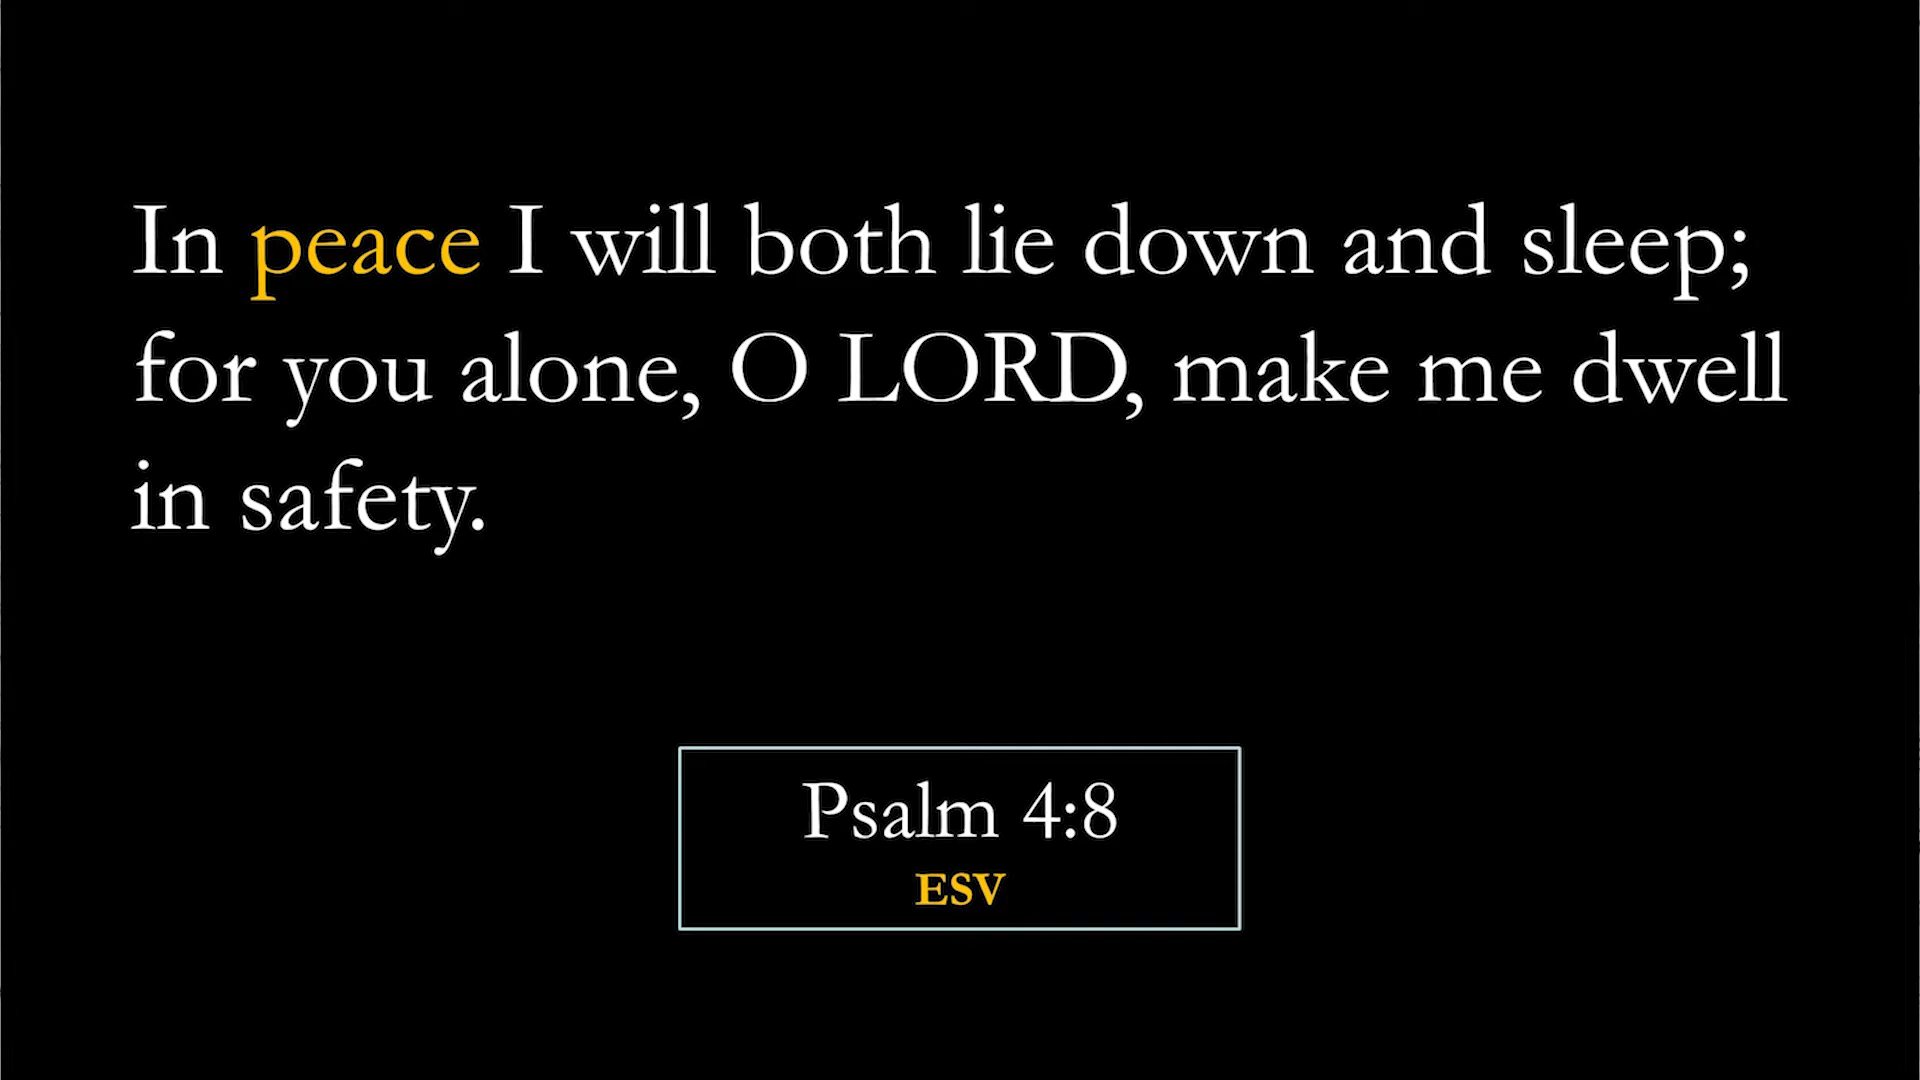 In peace I will both lie down and sleep;
for you alone, O LORD, make me dwell
in safety.
Psalm 4:8
ESV